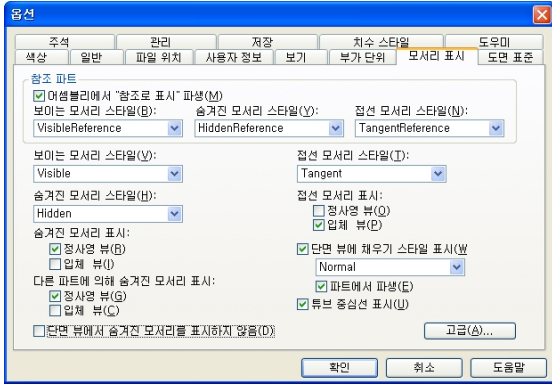 옵션
주석 관리 저장 치수 스타일 도우미
색상 일반 파일 위치 사용자 정보 보기 부가 단위 모서리 표시 도면 표준
참조 파트
어셈블리에서 "참조로 표시" 파생(M)
보이는 모서리 스타일(B): 숨겨진 모서리 스타일(Y): 접선 모서리 스타일(N):
VisibleReference HiddenReference TangentReference
보이는 모서리 스타일(V): 접선 모서리 스타일(T):
Visible Tangent
숨겨진 모서리 스타일(H): 접선 모서리 표시:
Hidden 정사영 뷰(O)
숨겨진 모서리 표시: 입체 뷰(P)
정사영 뷰(R) 단면 뷰에 채우기 스타일 표시(W
입체 뷰(I) Normal
다른 파트에 의해 숨겨진 모서리 표시: 파트에서 파생(E)
정사영 뷰(G) 튜브 중심선 표시(U)
입체 뷰(C)
단면 뷰에서 숨겨진 모서리를 표시하지 않음(D) 고급(A)...
확인 취소 도움말